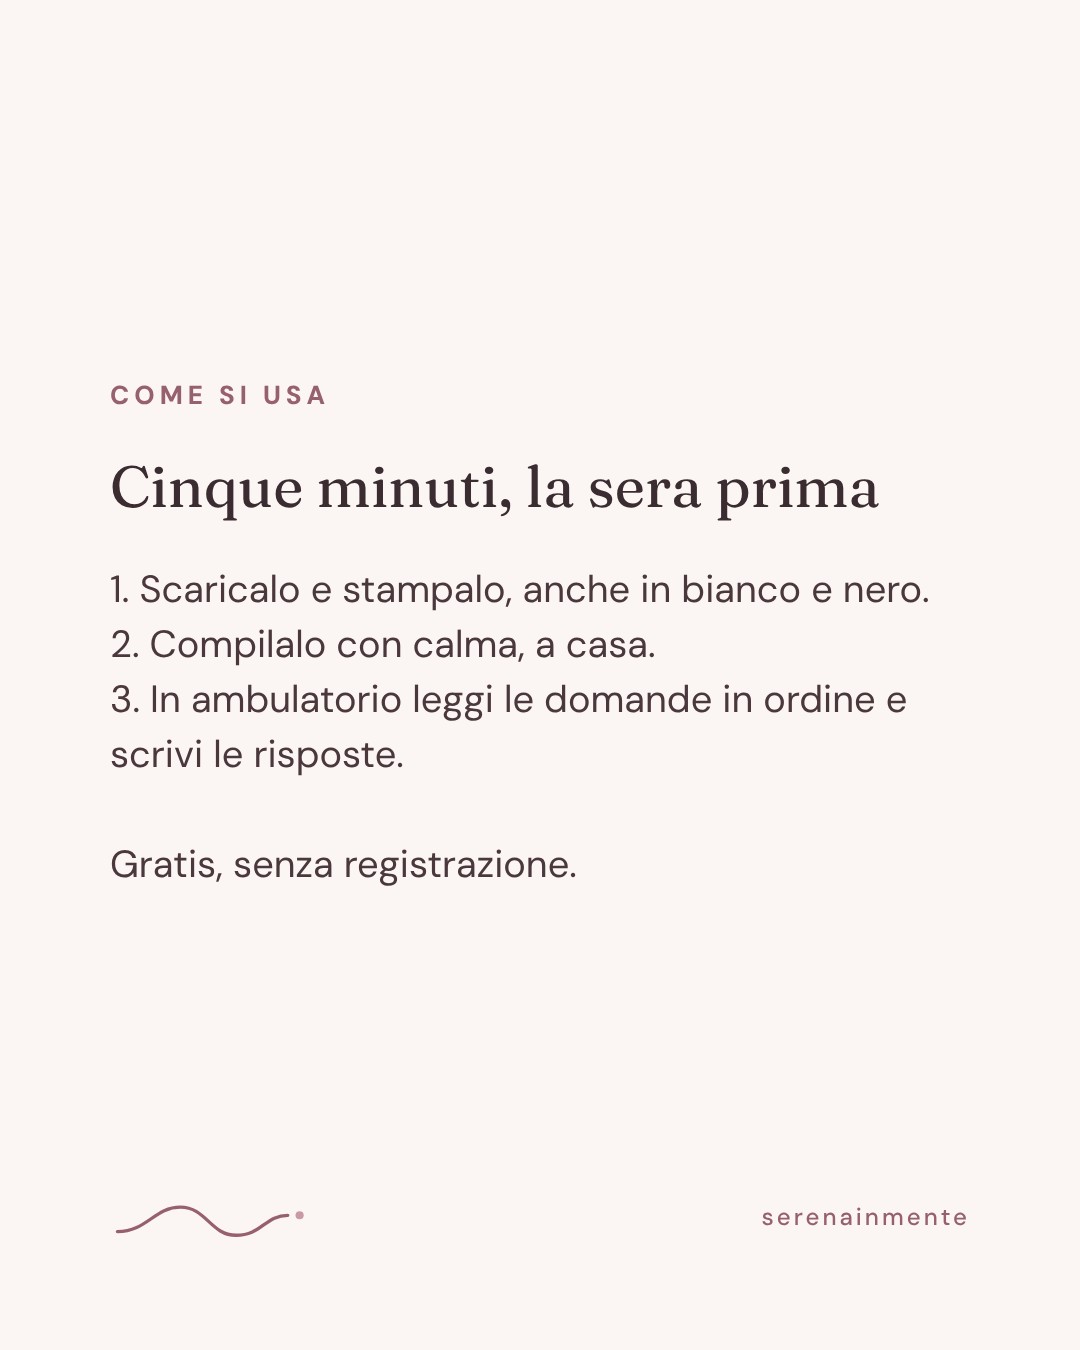 COME SI USA
Cinque minuti, la sera prima
1. Scaricalo e stampalo, anche in bianco e nero.
2. Compilalo con calma, a casa.
3. In ambulatorio leggi le domande in ordine e
scrivi le risposte.
Gratis, senza registrazione.
serenainmente